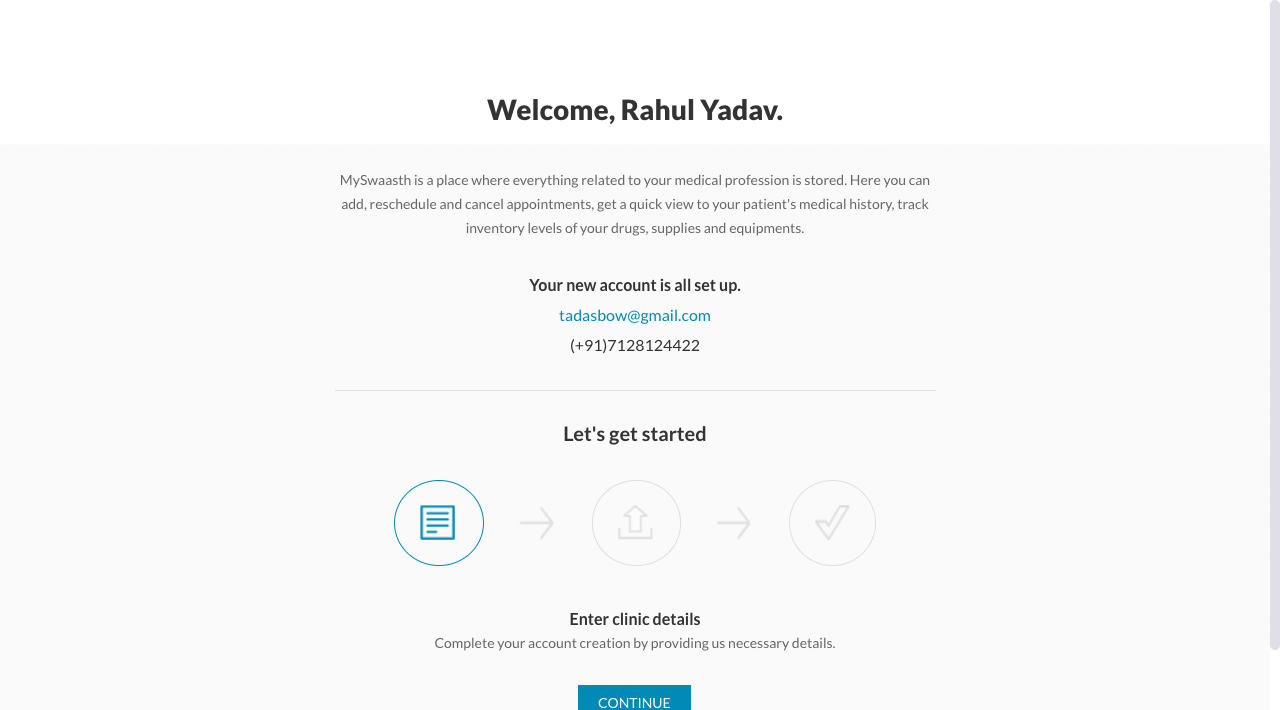 Welcome, Rahul Yadav.
MySwaasth is a place where everything related to your medical profession is stored. Here you can
add, reschedule and cancel appointments, get a quick view to your patient's medical history, track
inventory levels of your drugs, supplies and equipments.
Your new account is all set up.
tadasbow@gmail.com
(+91)7128124422
Let's get started
Enter clinic details
Complete your account creation by providing us necessary details.
CONTINUE